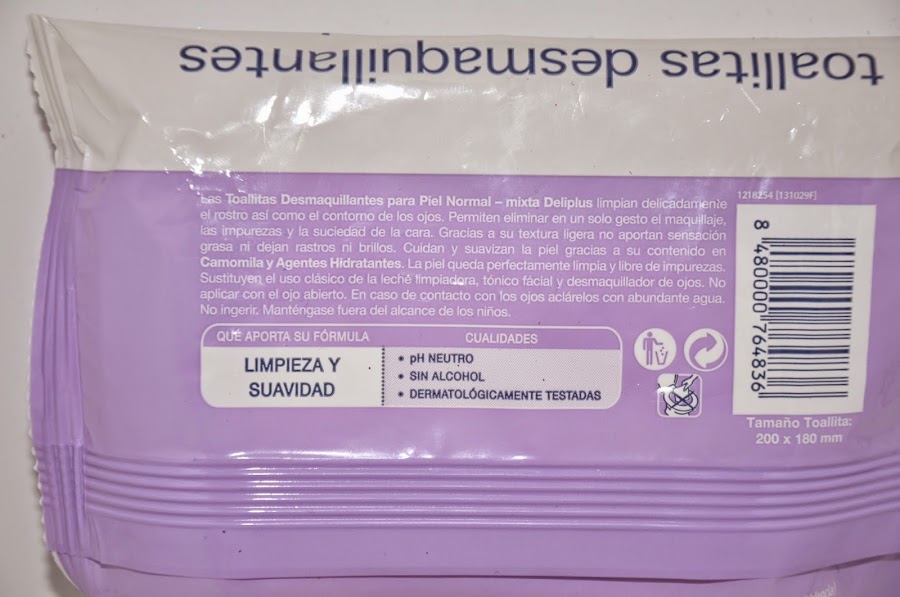 toallitas desmaquillantes
Las Toallitas Desmaquillantes para Piel Normal – mixta Deliplus limpian delicadamente
el rostro así como el contorno de los ojos. Permiten eliminar en un solo gesto el maquillaje,
las impurezas y la suciedad de la cara. Gracias a su textura ligera no aportan sensación
grasa ni dejan rastros ni brillos. Cuidan y suavizan la piel gracias a su contenido en
Camomila y Agentes Hidratantes. La piel queda perfectamente limpia y libre de impurezas.
Sustituyen el uso clásico de la leche limpiadora, tónico fácial y desmaquillador de ojos. No
aplicar con el ojo abierto. En caso de contacto con los ojos aclárelos con abundante agua.
No ingerir. Manténgase fuera del alcance de los niños.
QUÉ APORTA SU FÓRMULA
LIMPIEZA Y
SUAVIDAD
CUALIDADES
• pH NEUTRO
• SIN ALCOHOL
• DERMATOLÓGICAMENTE TESTADAS
1218254 [131029F]
8 480000 764836
Tamaño Toallita:
200 x 180 mm